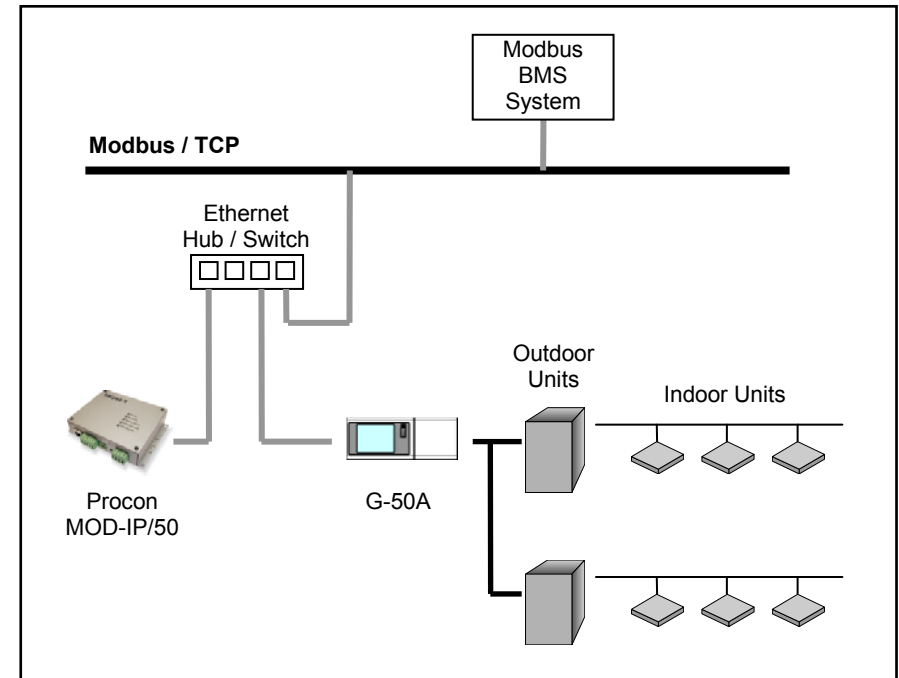 Modbus
BMS
System
Modbus / TCP
Ethernet
Hub / Switch
Outdoor
Units
Indoor Units
Procon
MOD-IP/50
G-50A